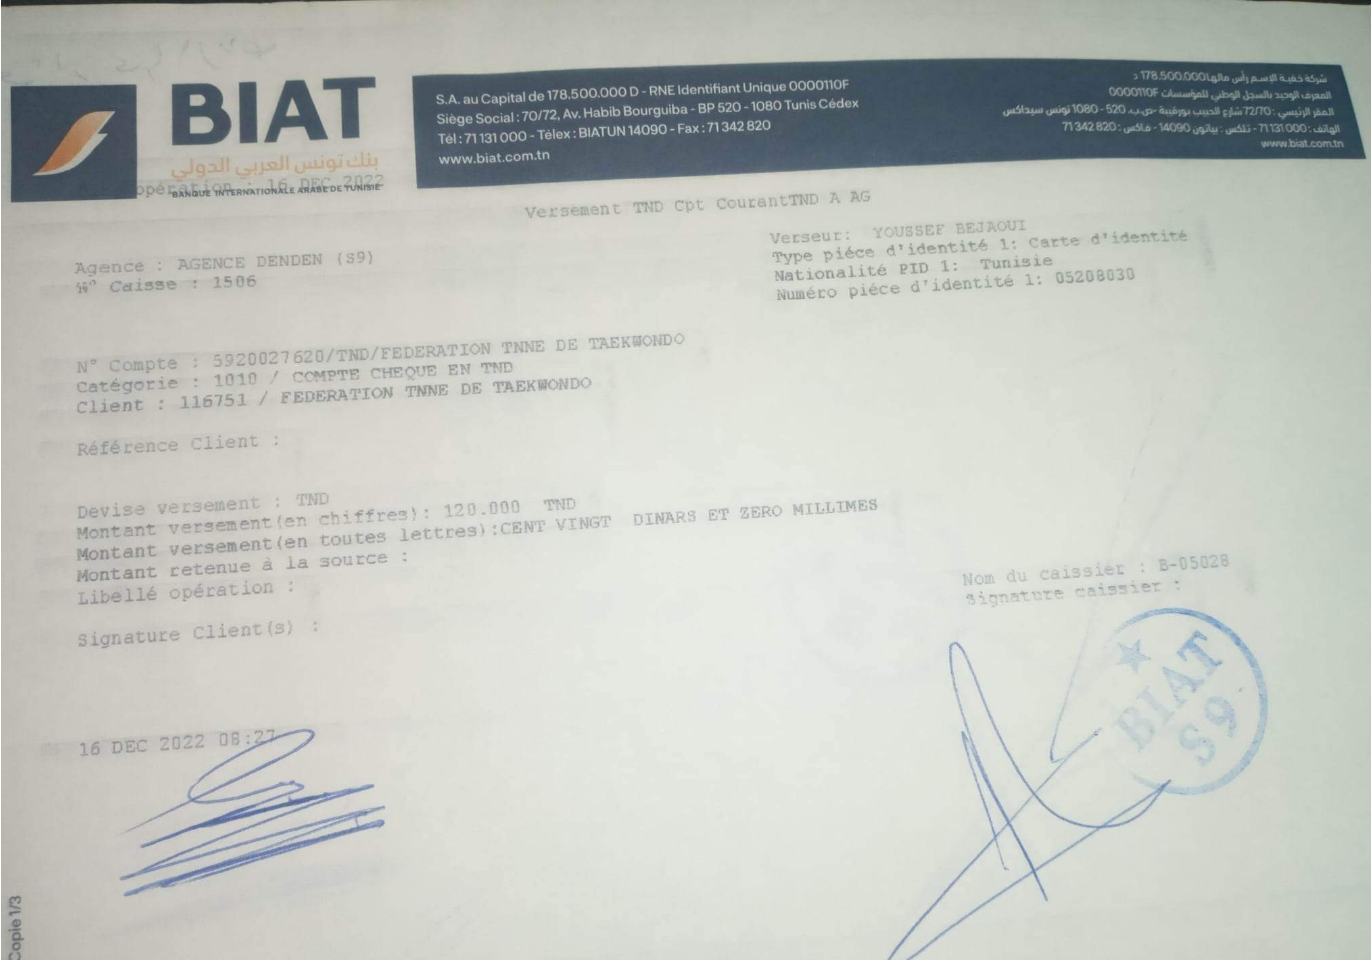 BIAT
بنك تونس العربي الدولي
BANQUE INTERNATIONALE ARABE DE TUNISIE
S.A. au Capital de 178.500.000 D - RNE Identifiant Unique 0000110F
Siège Social : 70/72, Av. Habib Bourguiba - BP 520 - 1080 Tunis Cédex
Tél : 71 131 000 - Télex : BIATUN 14090 - Fax : 71 342 820
www.biat.com.tn
شركة خفية الإسم رأس مالها 178.500.000 د
المعرف الوحيد بالسجل الوطني للمؤسسات 0000110F
المقر الرئيسي : 72/70 شارع الحبيب بورقيبة -ص.ب. 520 - 1080 تونس سيداكس
الهاتف : 71131000 - تلكس : بياتون 14090 - فاكس : 71342820
www.biat.com.tn
opération : 16 DEC 2022
Versement TND Cpt CourantTND A AG
Agence : AGENCE DENDEN (S9)
N° Caisse : 1506
Verseur: YOUSSEF BEJAOUI
Type piéce d'identité 1: Carte d'identité
Nationalité PID 1: Tunisie
Numéro piéce d'identité 1: 05208030
N° Compte : 5920027620/TND/FEDERATION TNNE DE TAEKWONDO
Catégorie : 1010 / COMPTE CHEQUE EN TND
Client : 116751 / FEDERATION TNNE DE TAEKWONDO
Référence Client :
Devise versement : TND
Montant versement(en chiffres): 120.000 TND
Montant versement(en toutes lettres):CENT VINGT DINARS ET ZERO MILLIMES
Montant retenue à la source :
Libellé opération :
Nom du caissier : B-05028
Signature caissier :
Signature Client(s) :
BIAT
S9
16 DEC 2022 08:27
Copie 1/3